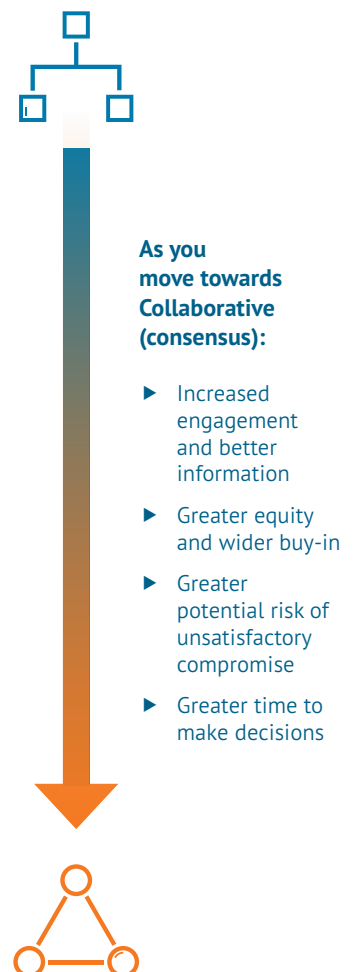 As you
move towards
Collaborative
(consensus):
Increased
engagement
and better
information
Greater equity
and wider buy-in
Greater
potential risk of
unsatisfactory
compromise
Greater time to
make decisions